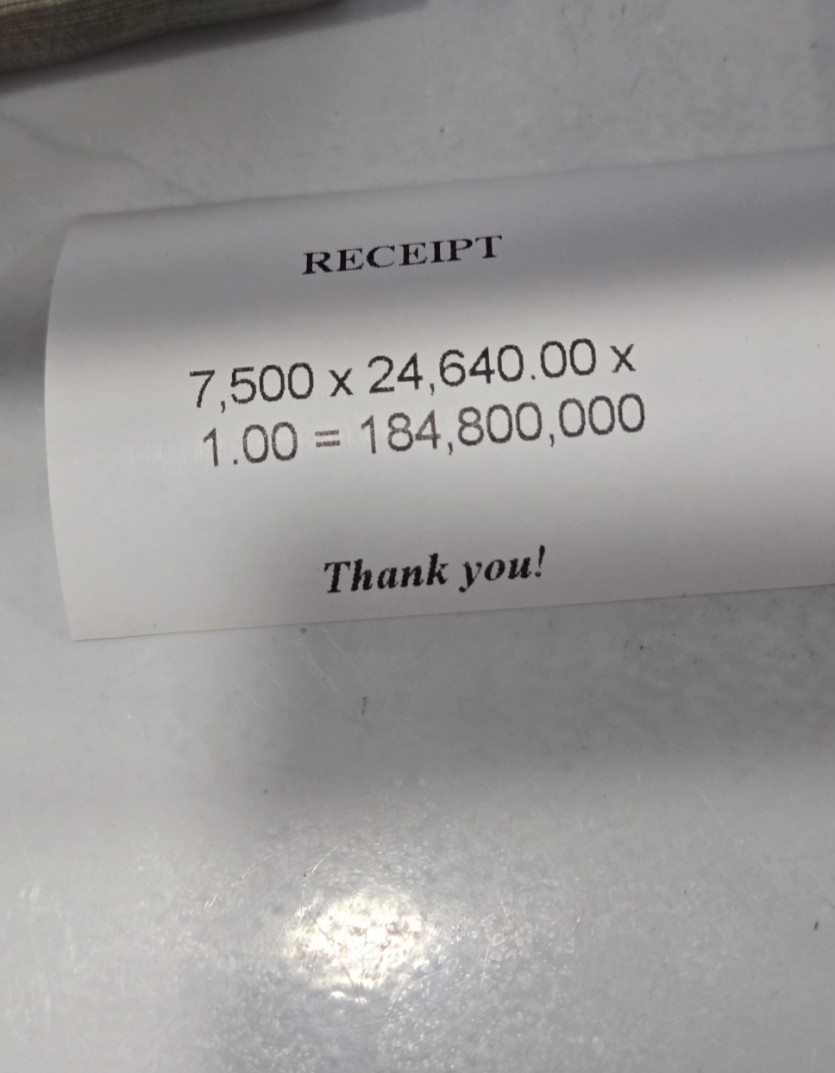 RECEIPT
7,500 x 24,640.00 x
1.00 = 184,800,000
Thank you!